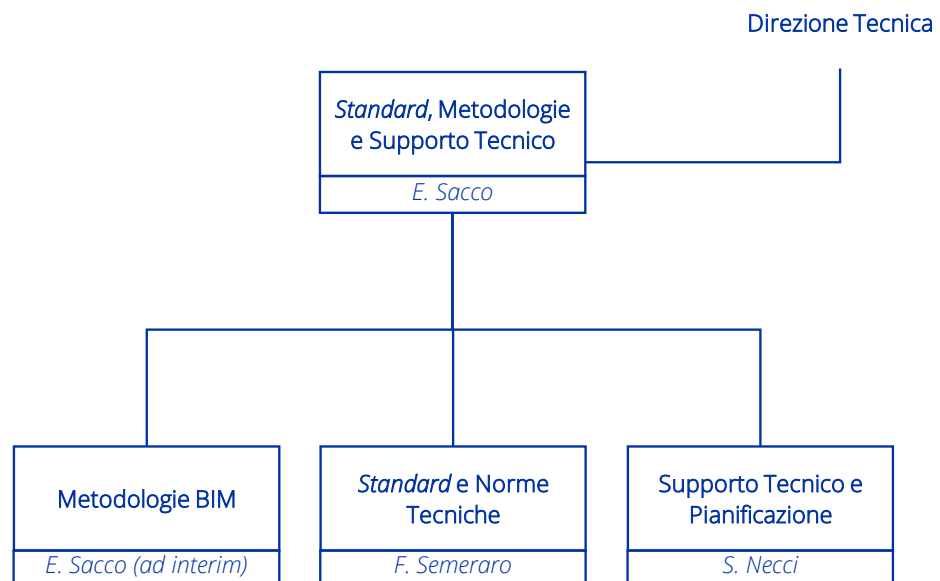 Direzione Tecnica
Standard, Metodologie
e Supporto Tecnico
E. Sacco
Metodologie BIM
E. Sacco (ad interim)
Standard e Norme
Tecniche
F. Semeraro
Supporto Tecnico e
Pianificazione
S. Necci